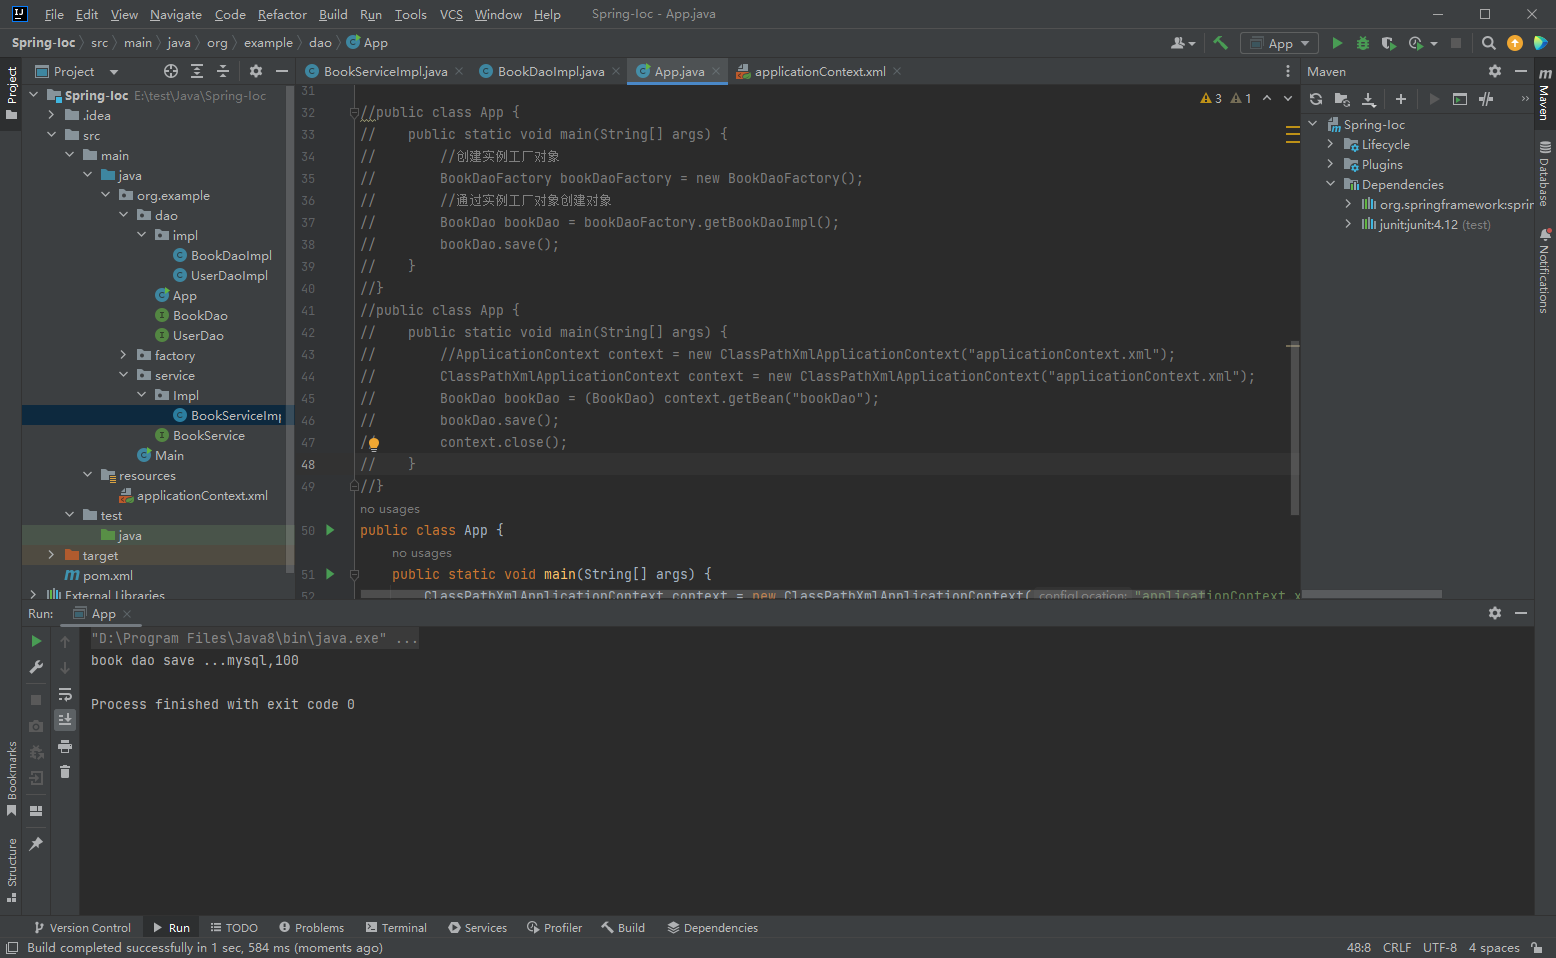 File Edit View Navigate Code Refactor Build Run Tools VCS Window Help Spring-Ioc - App.java
Spring-Ioc src main java org example dao App
App
Project
BookServiceImpl.java
BookDaoImpl.java
App.java
applicationContext.xml
Maven
Project
Spring-Ioc E:\test\Java\Spring-Ioc
.idea
src
main
java
org.example
dao
impl
BookDaoImpl
UserDaoImpl
App
BookDao
UserDao
factory
service
Impl
BookServiceImp
BookService
Main
resources
applicationContext.xml
test
java
target
pom.xml
External Libraries
3 1
31
32 //public class App {
33 //    public static void main(String[] args) {
34 //        //创建实例工厂对象
35 //        BookDaoFactory bookDaoFactory = new BookDaoFactory();
36 //        //通过实例工厂对象创建对象
37 //        BookDao bookDao = bookDaoFactory.getBookDaoImpl();
38 //        bookDao.save();
39 //    }
40 //}
41 //public class App {
42 //    public static void main(String[] args) {
43 //        //ApplicationContext context = new ClassPathXmlApplicationContext("applicationContext.xml");
44 //        ClassPathXmlApplicationContext context = new ClassPathXmlApplicationContext("applicationContext.xml");
45 //        BookDao bookDao = (BookDao) context.getBean("bookDao");
46 //        bookDao.save();
47 /        context.close();
48 //    }
49 //}
no usages
50 public class App {
no usages
51     public static void main(String[] args) {
52         ClassPathXmlApplicationContext context = new ClassPathXmlApplicationContext( configLocation: "applicationContext.x
Spring-Ioc
Lifecycle
Plugins
Dependencies
org.springframework:sprin
junit:junit:4.12 (test)
Maven
Database
Notifications
Run: App
"D:\Program Files\Java8\bin\java.exe" ...
book dao save ...mysql,100
Process finished with exit code 0
Bookmarks
Structure
Version Control Run TODO Problems Terminal Services Profiler Build Dependencies
Build completed successfully in 1 sec, 584 ms (moments ago) 48:8 CRLF UTF-8 4 spaces